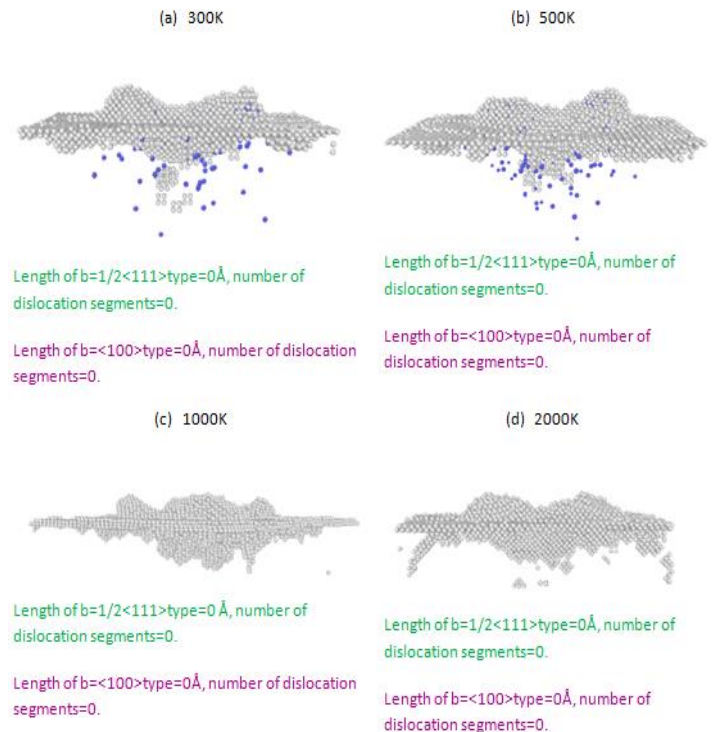 (a) 300K
(b) 500K
Length of b=1/2<111>type=0Å, number of
dislocation segments=0.
Length of b=<100>type=0Å, number of dislocation
segments=0.
Length of b=1/2<111>type=0Å, number of
dislocation segments=0.
Length of b=<100>type=0Å, number of
dislocation segments=0.
(c) 1000K
(d) 2000K
Length of b=1/2<111>type=0 Å, number of
dislocation segments=0.
Length of b=<100>type=0Å, number of dislocation
segments=0.
Length of b=1/2<111>type=0Å, number of
dislocation segments=0.
Length of b=<100>type=0Å, number of
dislocation segments=0.